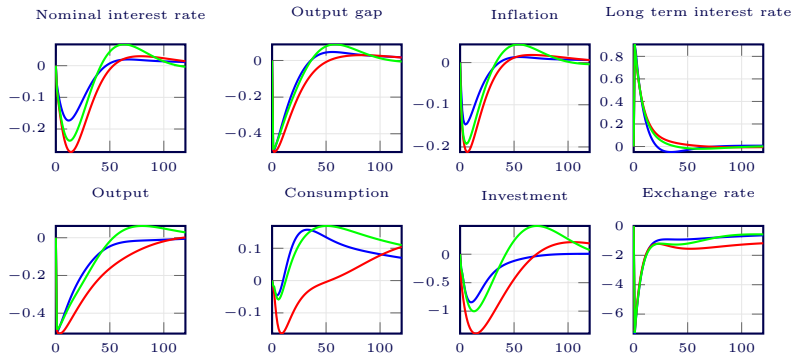 Nominal interest rate
Output gap
Inflation
Long term interest rate
0
−0.1
−0.2
0 50 100
0
−0.2
−0.4
0 50 100
0
−0.1
−0.2
0 50 100
0.8
0.6
0.4
0.2
0
0 50 100
Output
Consumption
Investment
Exchange rate
0
−0.2
−0.4
0 50 100
0.1
0
−0.1
0 50 100
0
−0.5
−1
0 50 100
0
−2
−4
−6
0 50 100